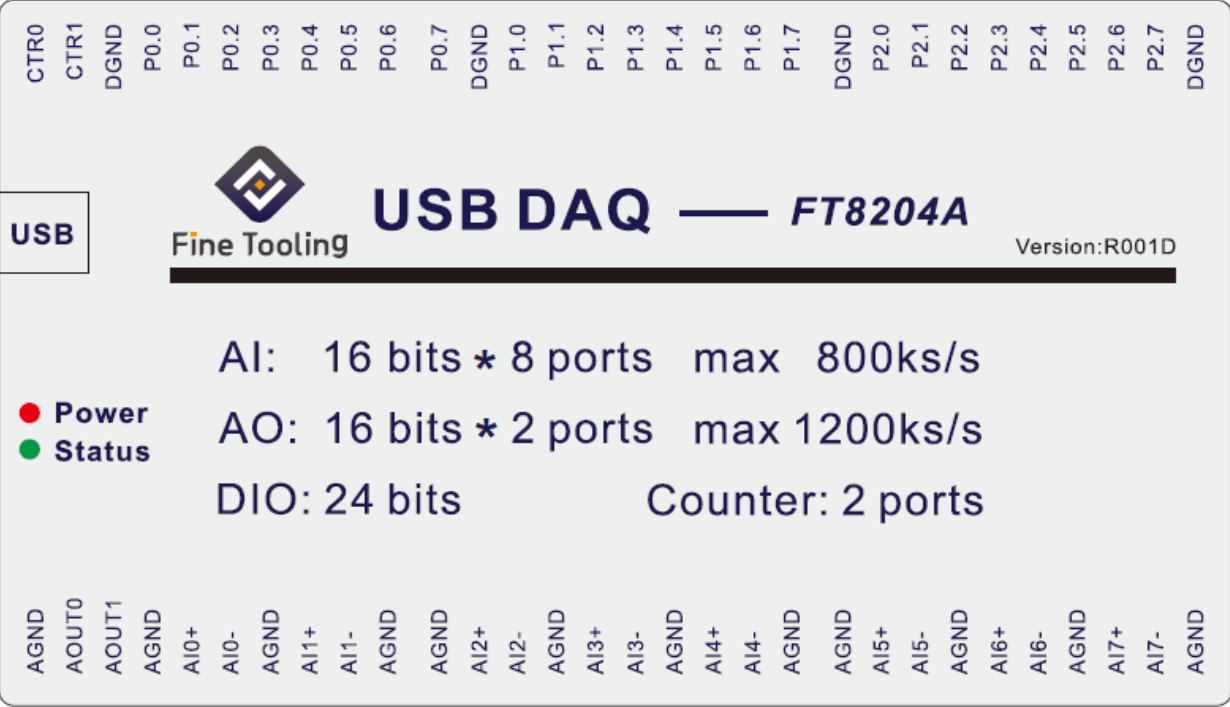 CTR0 CTR1 DGND P0.0 P0.1 P0.2 P0.3 P0.4 P0.5 P0.6 P0.7 DGND P1.0 P1.1 P1.2 P1.3 P1.4 P1.5 P1.6 P1.7 DGND P2.0 P2.1 P2.2 P2.3 P2.4 P2.5 P2.6 P2.7 DGND
USB
Fine Tooling
USB DAQ — FT8204A
Version:R001D
AI: 16 bits * 8 ports max 800ks/s
Power
AO: 16 bits * 2 ports max 1200ks/s
Status
DIO: 24 bits Counter: 2 ports
AGND AOUT0 AOUT1 AGND AI0+ AI0- AGND AI1+ AI1- AGND AGND AI2+ AI2- AGND AI3+ AI3- AGND AI4+ AI4- AGND AGND AI5+ AI5- AGND AI6+ AI6- AGND AI7+ AI7- AGND